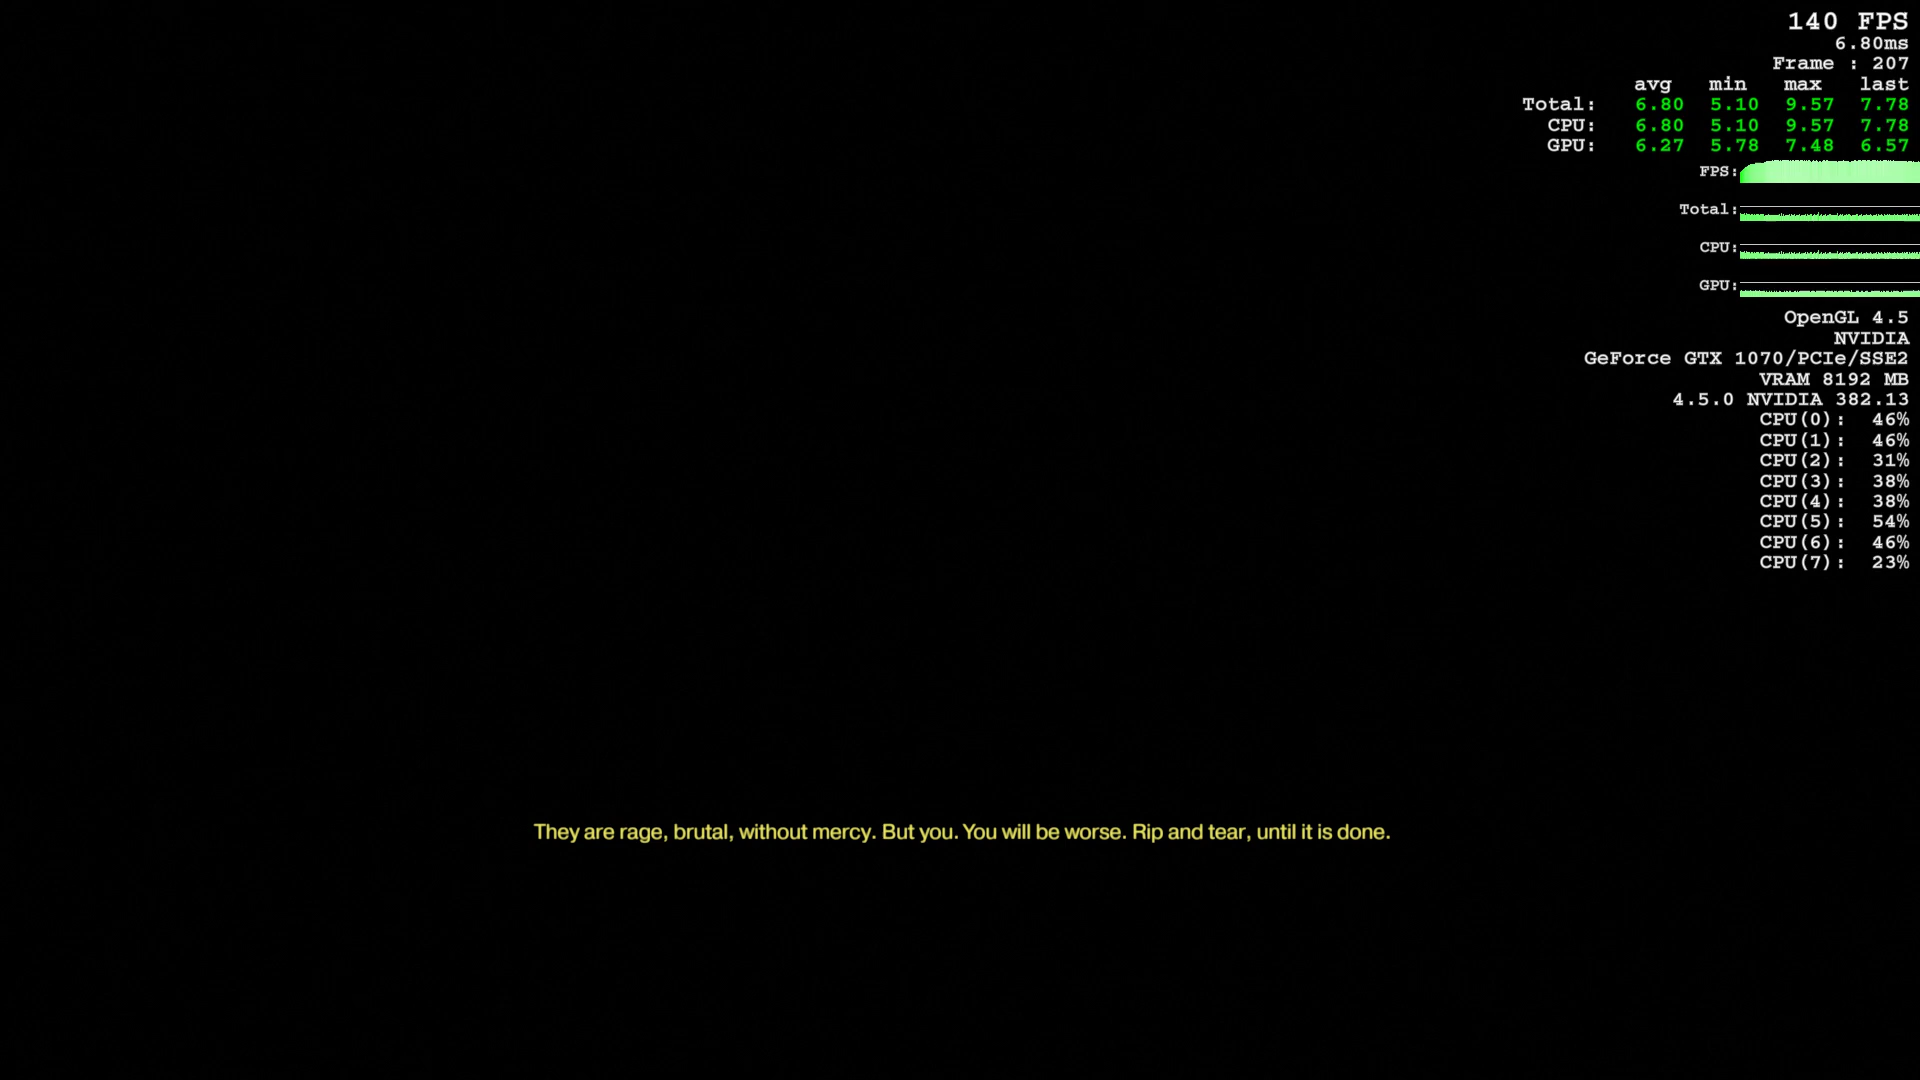 140 FPS
6.80ms
Frame : 207
avg min max last
Total: 6.80 5.10 9.57 7.78
CPU: 6.80 5.10 9.57 7.78
GPU: 6.27 5.78 7.48 6.57
FPS:
Total:
CPU:
GPU:
OpenGL 4.5
NVIDIA
GeForce GTX 1070/PCIe/SSE2
VRAM 8192 MB
4.5.0 NVIDIA 382.13
CPU(0): 46%
CPU(1): 46%
CPU(2): 31%
CPU(3): 38%
CPU(4): 38%
CPU(5): 54%
CPU(6): 46%
CPU(7): 23%
They are rage, brutal, without mercy. But you. You will be worse. Rip and tear, until it is done.